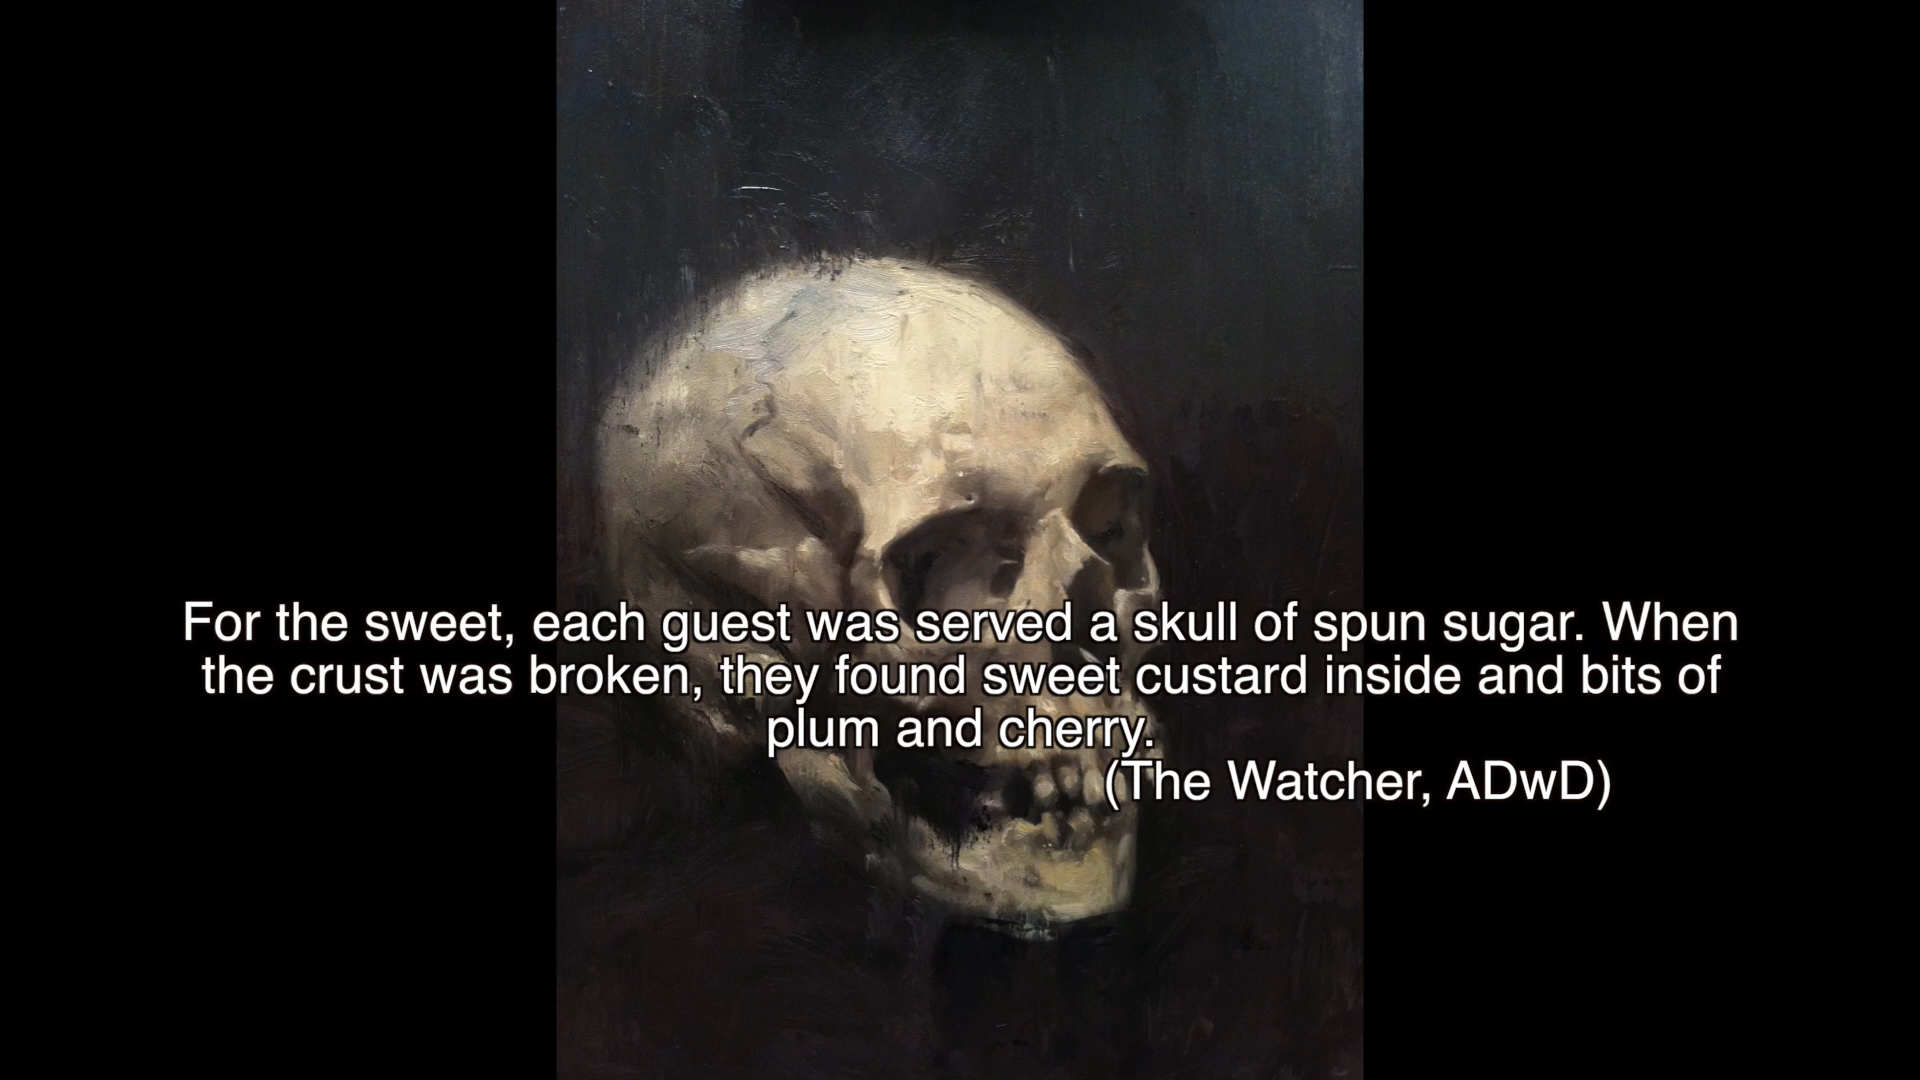 For the sweet, each guest was served a skull of spun sugar. When
the crust was broken, they found sweet custard inside and bits of
plum and cherry.
(The Watcher, ADwD)